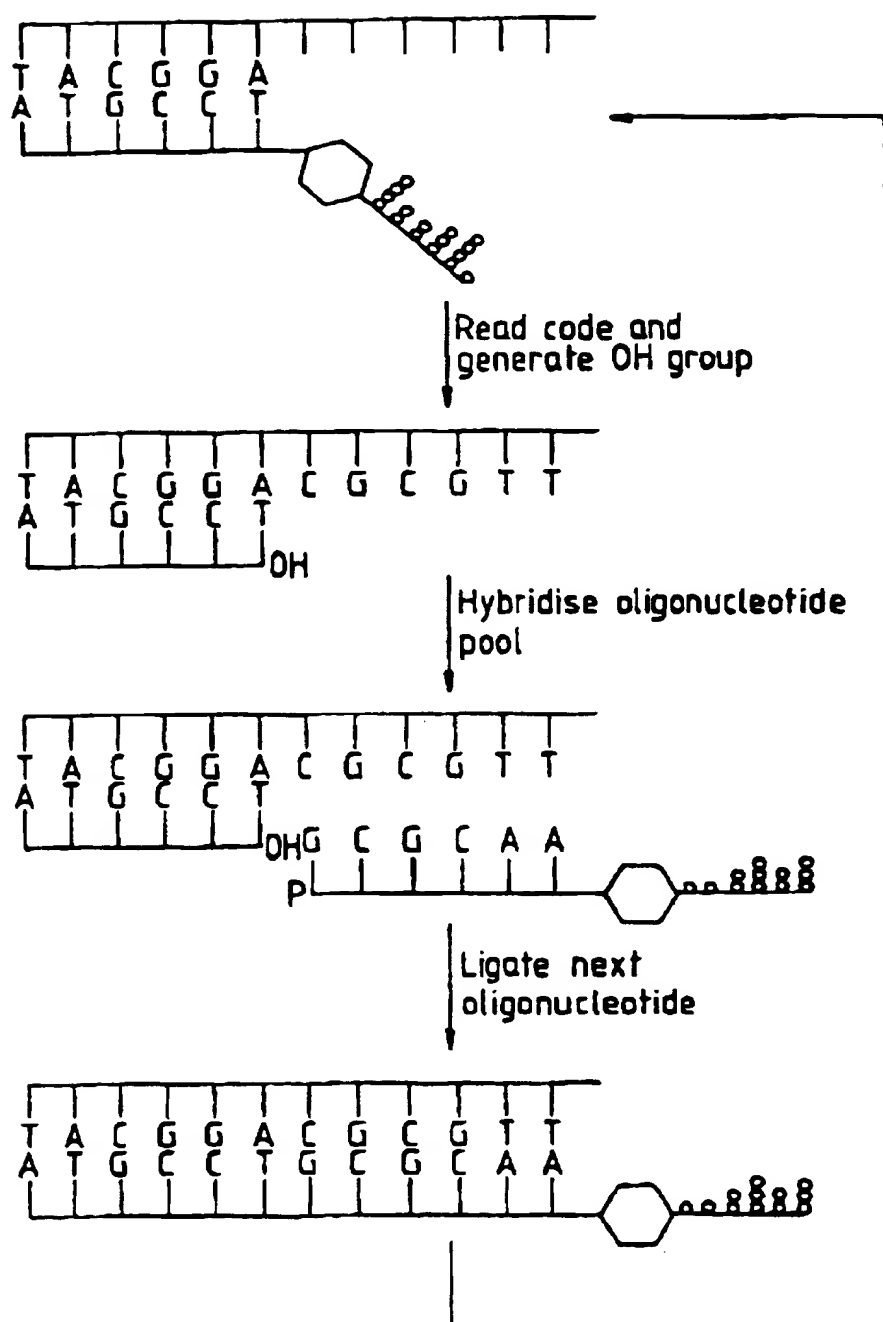 T A C G G A
A T G C C T
Read code and
generate OH group
T A C G G A C G C G T T
A T G C C T
OH
Hybridise oligonucleotide
pool
T A C G G A C G C G T T
A T G C C T
OH G C G C A A
P
Ligate next
oligonucleotide
T A C G G A C G C G T T
A T G C C T G C G C A A